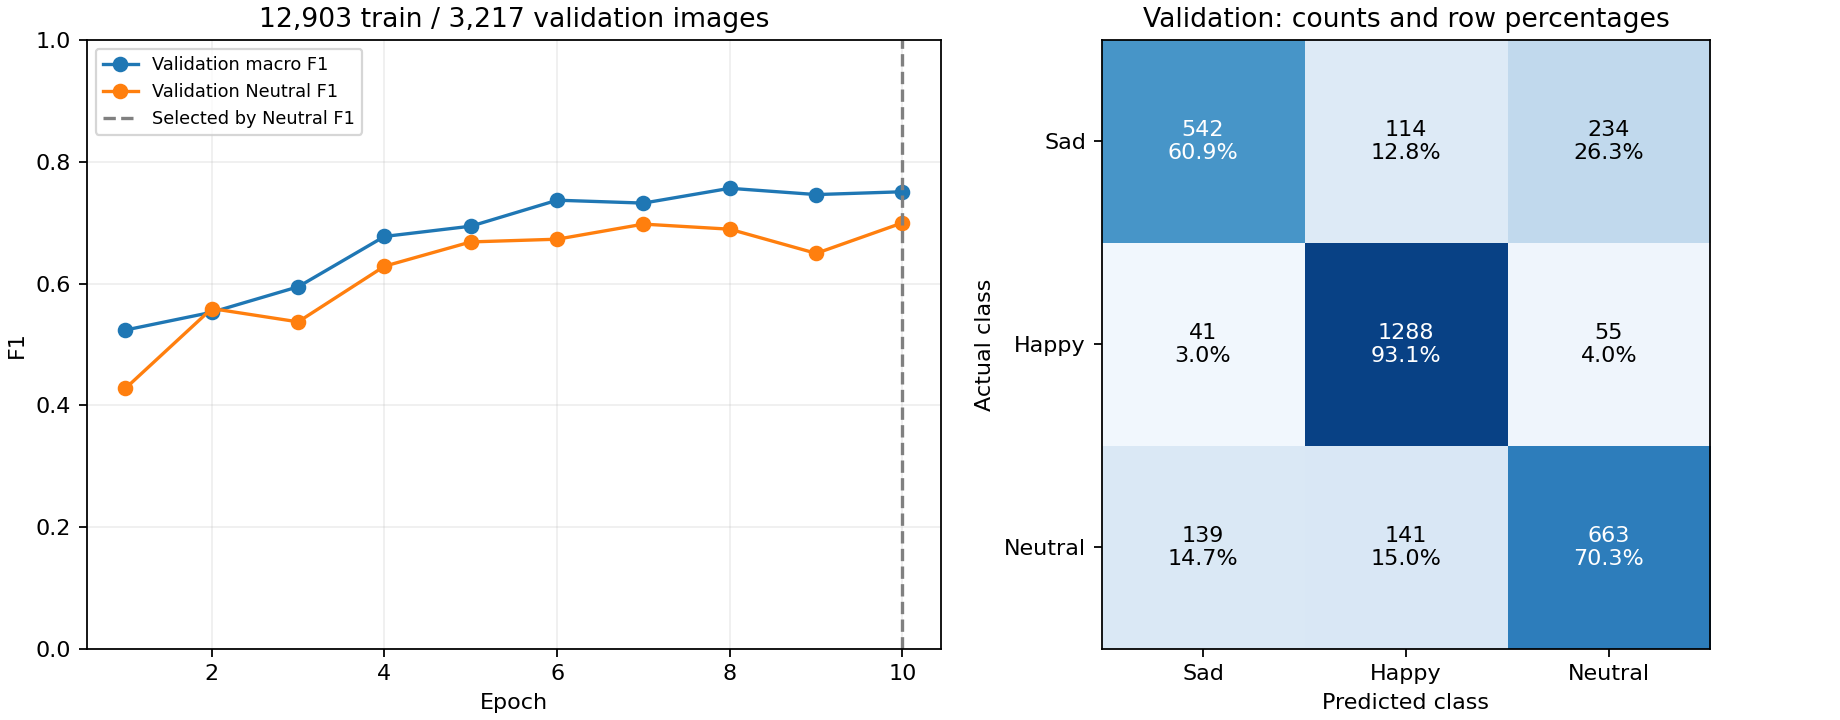 12,903 train / 3,217 validation images
1.0
0.8
0.6
0.4
0.2
0.0
F1
Validation macro F1
Validation Neutral F1
Selected by Neutral F1
2
4
6
8
10
Epoch
Validation: counts and row percentages
Actual class
Sad
542
60.9%
114
12.8%
234
26.3%
Happy
41
3.0%
1288
93.1%
55
4.0%
Neutral
139
14.7%
141
15.0%
663
70.3%
Sad
Happy
Neutral
Predicted class